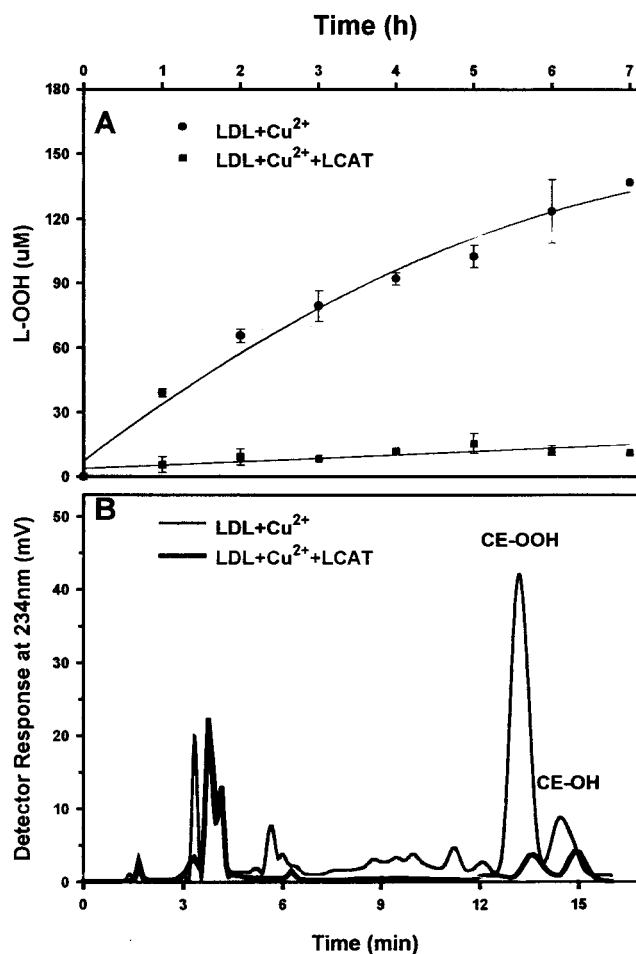 Time (h)
0 1 2 3 4 5 6 7
180
150
120
90
60
30
0
L-OOH (uM)
A
LDL+Cu²⁺
LDL+Cu²⁺+LCAT
B
LDL+Cu²⁺
LDL+Cu²⁺+LCAT
CE-OOH
CE-OH
50
40
30
20
10
0
Detector Response at 234nm (mV)
0 3 6 9 12 15
Time (min)